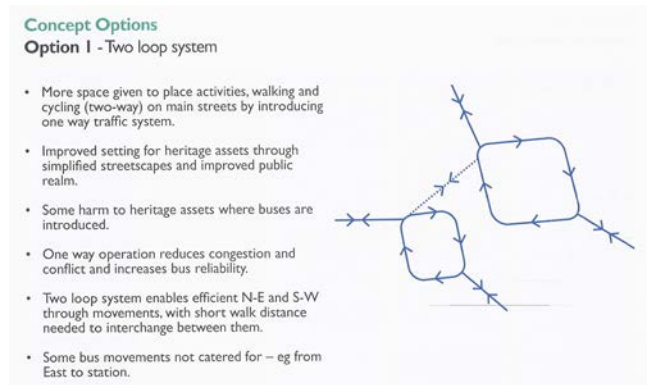 Concept Options
Option 1 - Two loop system
• More space given to place activities, walking and
cycling (two-way) on main streets by introducing
one way traffic system.
• Improved setting for heritage assets through
simplified streetscapes and improved public
realm.
• Some harm to heritage assets where buses are
introduced.
• One way operation reduces congestion and
conflict and increases bus reliability.
• Two loop system enables efficient N-E and S-W
through movements, with short walk distance
needed to interchange between them.
• Some bus movements not catered for – eg from
East to station.